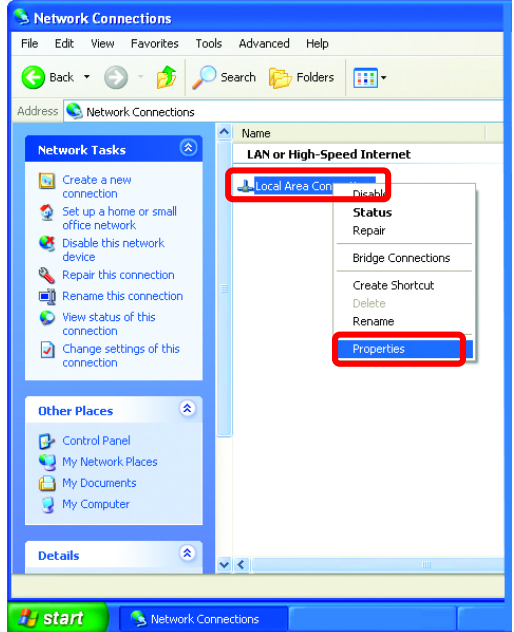 Network Connections
File Edit View Favorites Tools Advanced Help
Back Search Folders
Address Network Connections
Name
Network Tasks
LAN or High-Speed Internet
Create a new
connection
Set up a home or small
office network
Disable this network
device
Repair this connection
Rename this connection
View status of this
connection
Change settings of this
connection
Local Area
Disable
Status
Repair
Bridge Connections
Create Shortcut
Delete
Rename
Properties
Other Places
Control Panel
My Network Places
My Documents
My Computer
Details
start Network Connections